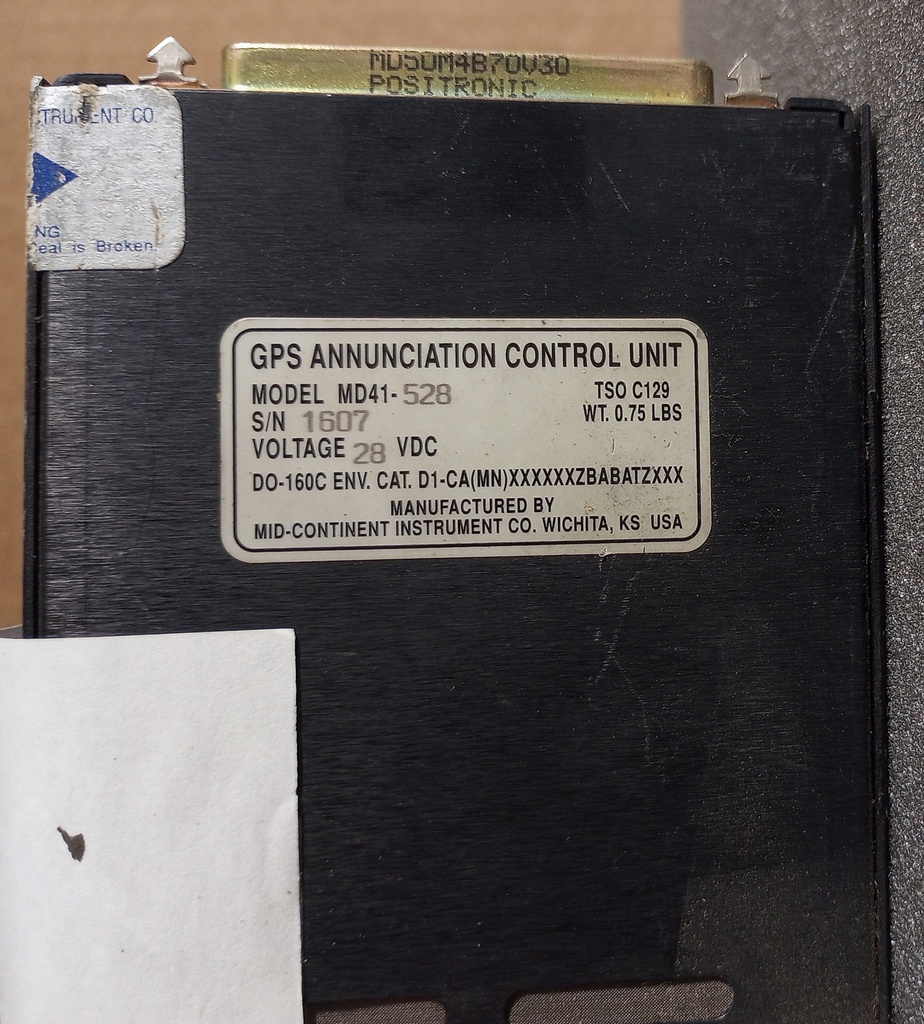 MD50M4B70V30
POSITRONIC
TRUMENT CO
NG
eal is Broken
GPS ANNUNCIATION CONTROL UNIT
MODEL MD41-528 TSO C129
S/N 1607 WT. 0.75 LBS
VOLTAGE 28 VDC
DO-160C ENV. CAT. D1-CA(MN)XXXXXXZBABATZXXX
MANUFACTURED BY
MID-CONTINENT INSTRUMENT CO. WICHITA, KS USA